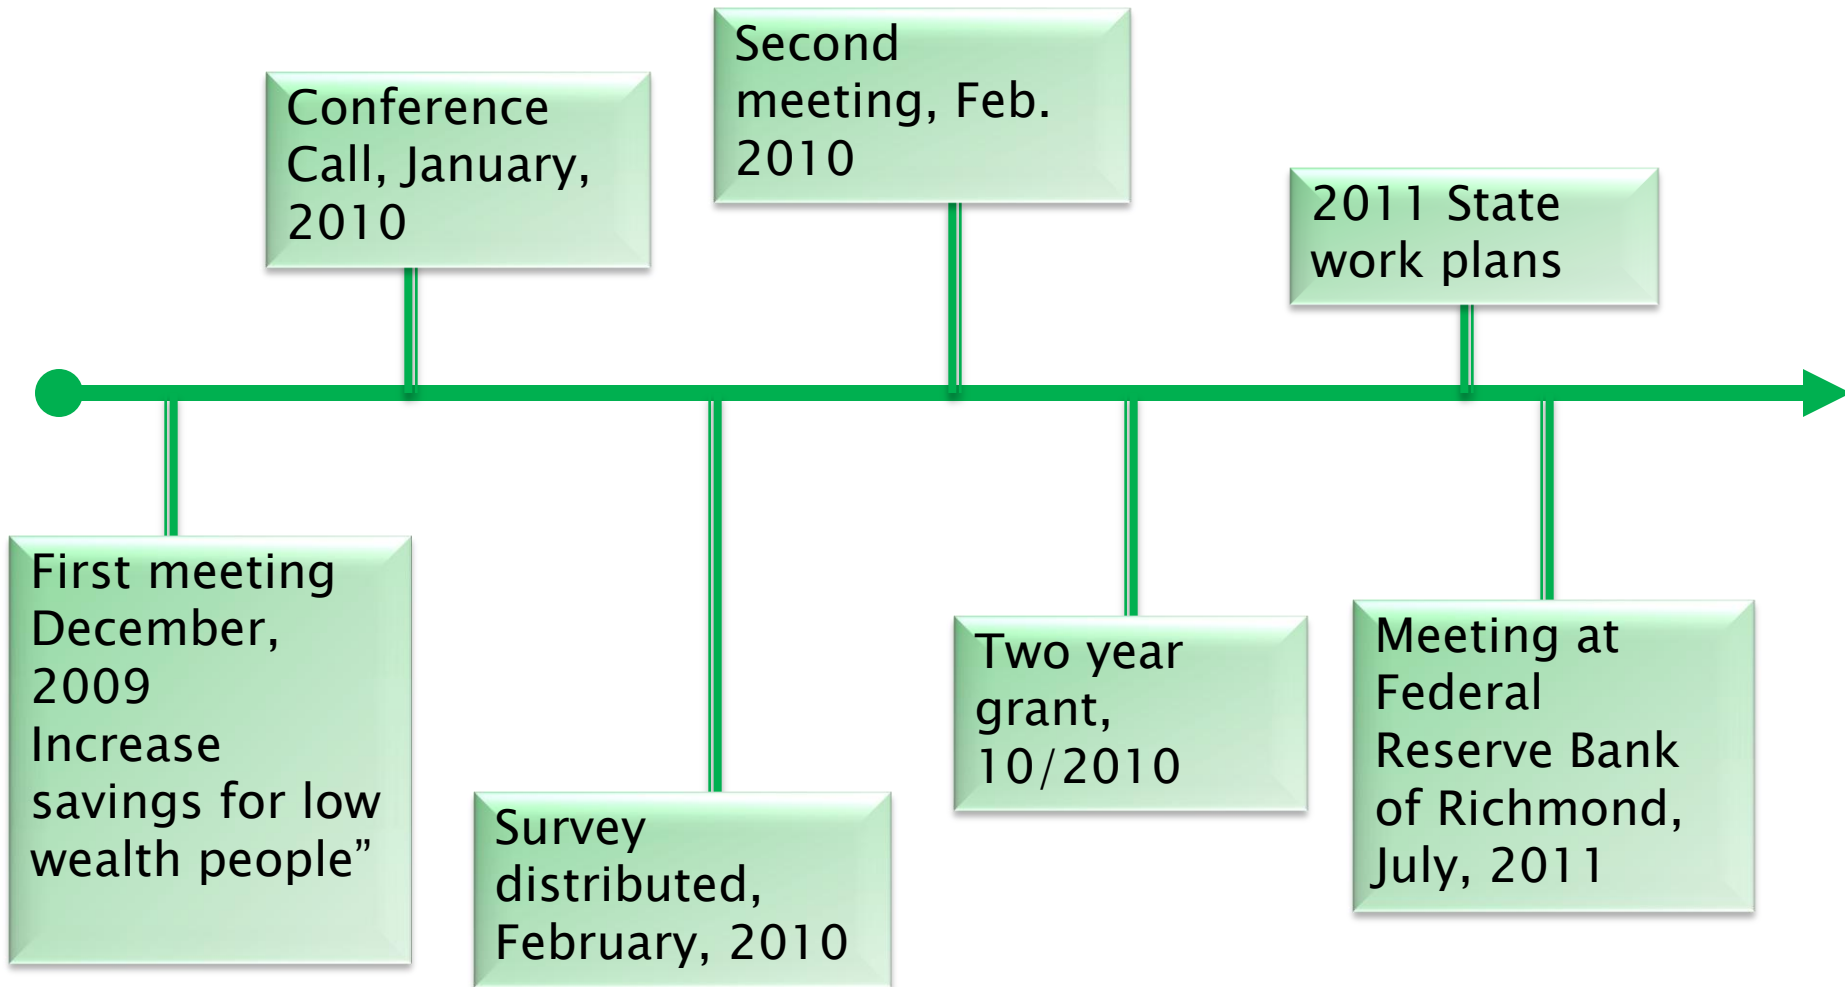 Conference
Call, January,
2010
Second
meeting, Feb.
2010
2011 State
work plans
First meeting
December,
2009
Increase
savings for low
wealth people”
Survey
distributed,
February, 2010
Two year
grant,
10/2010
Meeting at
Federal
Reserve Bank
of Richmond,
July, 2011